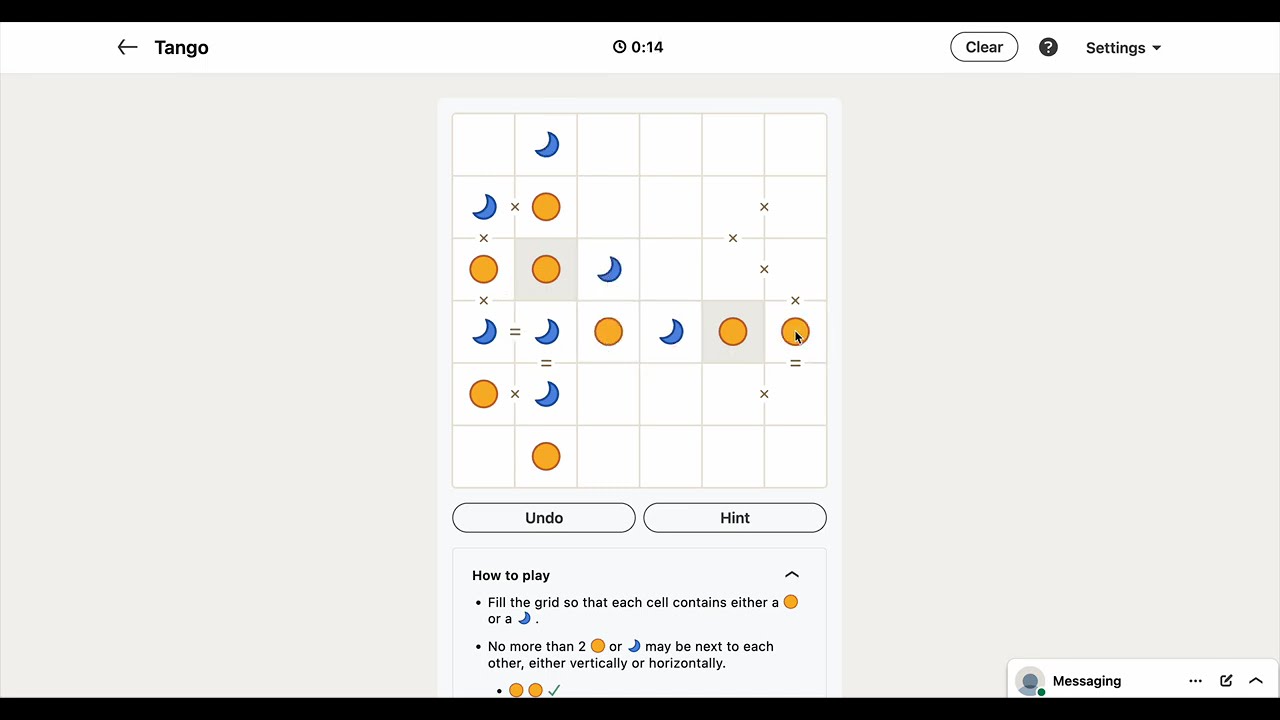 Tango
0:14
Clear
?
Settings
×
×
×
×
×
×
×
=
=
=
×
×
Undo
Hint
How to play
• Fill the grid so that each cell contains either a
or a .
• No more than 2 or may be next to each
other, either vertically or horizontally.
•
Messaging